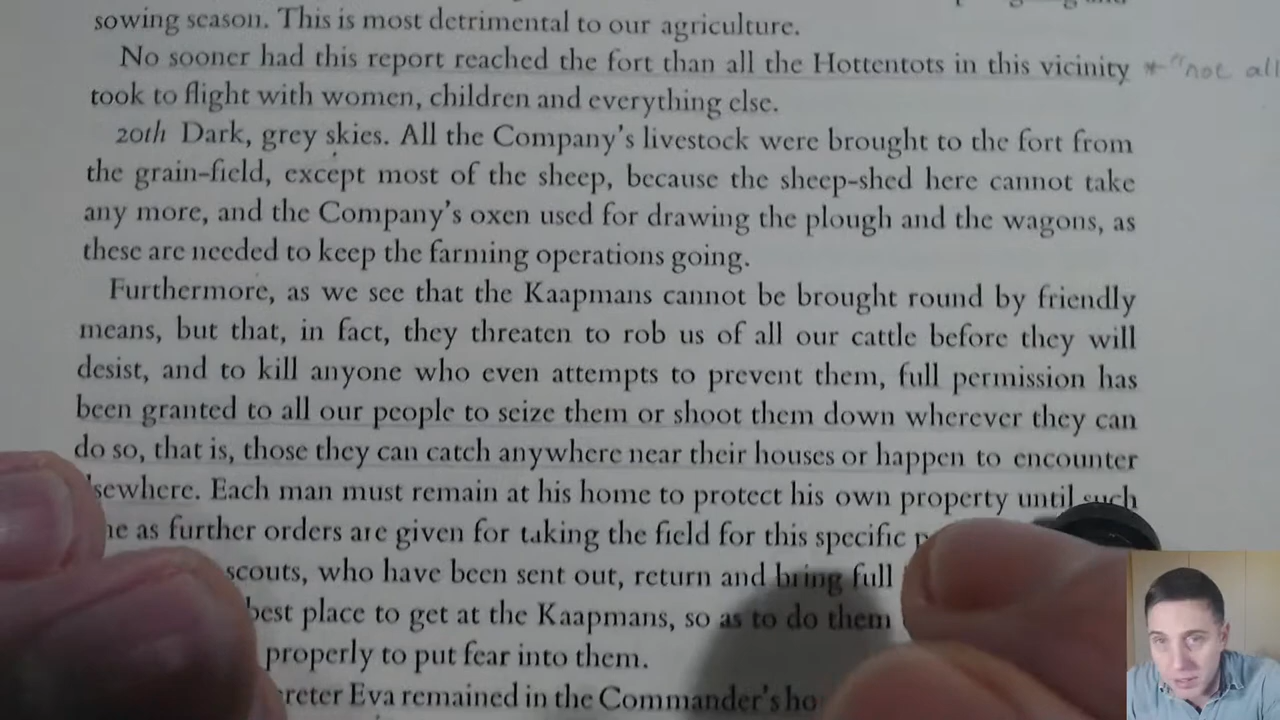 sowing season. This is most detrimental to our agriculture.
No sooner had this report reached the fort than all the Hottentots in this vicinity * "not all
took to flight with women, children and everything else.
20th Dark, grey skies. All the Company's livestock were brought to the fort from
the grain-field, except most of the sheep, because the sheep-shed here cannot take
any more, and the Company's oxen used for drawing the plough and the wagons, as
these are needed to keep the farming operations going.
Furthermore, as we see that the Kaapmans cannot be brought round by friendly
means, but that, in fact, they threaten to rob us of all our cattle before they will
desist, and to kill anyone who even attempts to prevent them, full permission has
been granted to all our people to seize them or shoot them down wherever they can
do so, that is, those they can catch anywhere near their houses or happen to encounter
lsewhere. Each man must remain at his home to protect his own property until such
me as further orders are given for taking the field for this specific
scouts, who have been sent out, return and bring full
best place to get at the Kaapmans, so as to do them
properly to put fear into them.
reter Eva remained in the Commander's ho